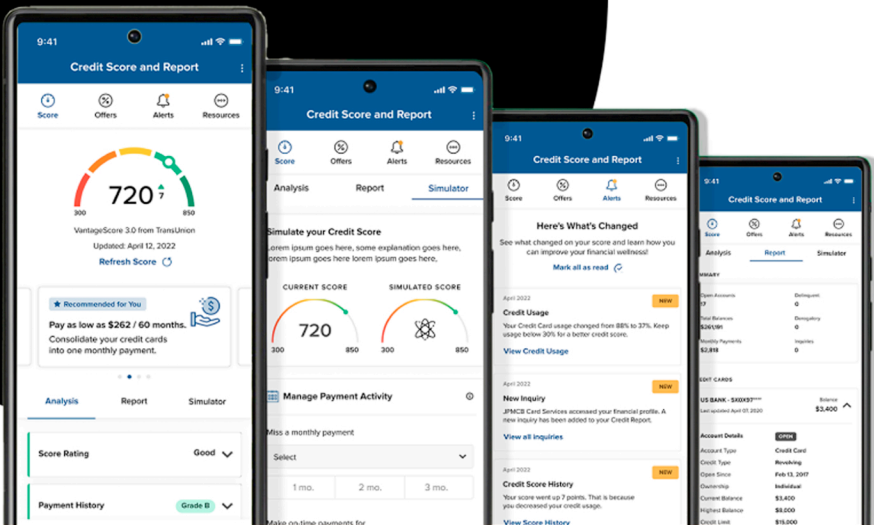 9:41
Credit Score and Report
Score
Offers
Alerts
Resources
720
7
300
850
VantageScore 3.0 from TransUnion
Updated: April 12, 2022
Refresh Score
Recommended for You
Pay as low as $262 / 60 months.
Consolidate your credit cards
into one monthly payment.
Analysis
Report
Simulator
Score Rating
Good
Payment History
Grade B
9:41
Credit Score and Report
Score
Offers
Alerts
Resources
Analysis
Report
Simulator
Simulate your Credit Score
Lorem ipsum goes here, some explanation goes here,
lorem ipsum goes here lorem ipsum goes here,
CURRENT SCORE
SIMULATED SCORE
720
300
850
300
850
Manage Payment Activity
Miss a monthly payment
Select
1 mo.
2 mo.
3 mo.
Make on-time payments for
9:41
Credit Score and Report
Score
Offers
Alerts
Resources
Here's What's Changed
See what changed on your score and learn how you
can improve your financial wellness!
Mark all as read
April 2022
NEW
Credit Usage
Your Credit Card usage changed from 88% to 37%. Keep
usage below 30% for a better credit score.
View Credit Usage
April 2022
NEW
New Inquiry
JPMCB Card Services accessed your financial profile. A
new inquiry has been added to your Credit Report.
View all inquiries
April 2022
NEW
Credit Score History
Your score went up 7 points. That is because
you decreased your credit usage.
View Score History
9:41
Credit Score and Report
Score
Offers
Alerts
Resources
Analysis
Report
Simulator
SUMMARY
Open Accounts
17
Delinquent
0
Total Balances
$261,191
Derogatory
0
Monthly Payments
$2,818
Inquiries
0
CREDIT CARDS
US BANK - 5X0X97****
Last updated April 07, 2020
Balance
$3,400
Account Details
OPEN
Account Type
Credit Card
Credit Type
Revolving
Open Since
Feb 13, 2017
Ownership
Individual
Current Balance
$3,400
Highest Balance
$8,000
Credit Limit
$15,000